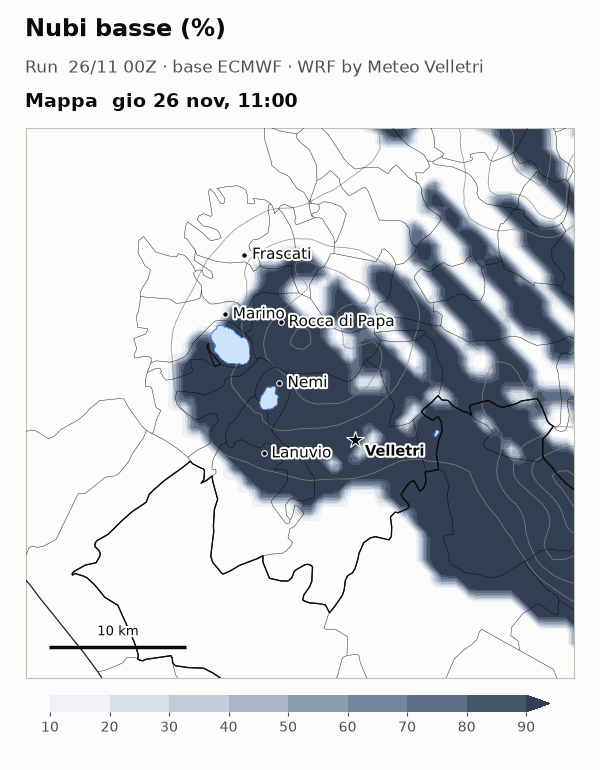 Nubi basse (%)
Run 26/11 00Z · base ECMWF · WRF by Meteo Velletri
Mappa gio 26 nov, 11:00
Frascati
Marino
Rocca di Papa
Nemi
Velletri
Lanuvio
10 km
10 20 30 40 50 60 70 80 90